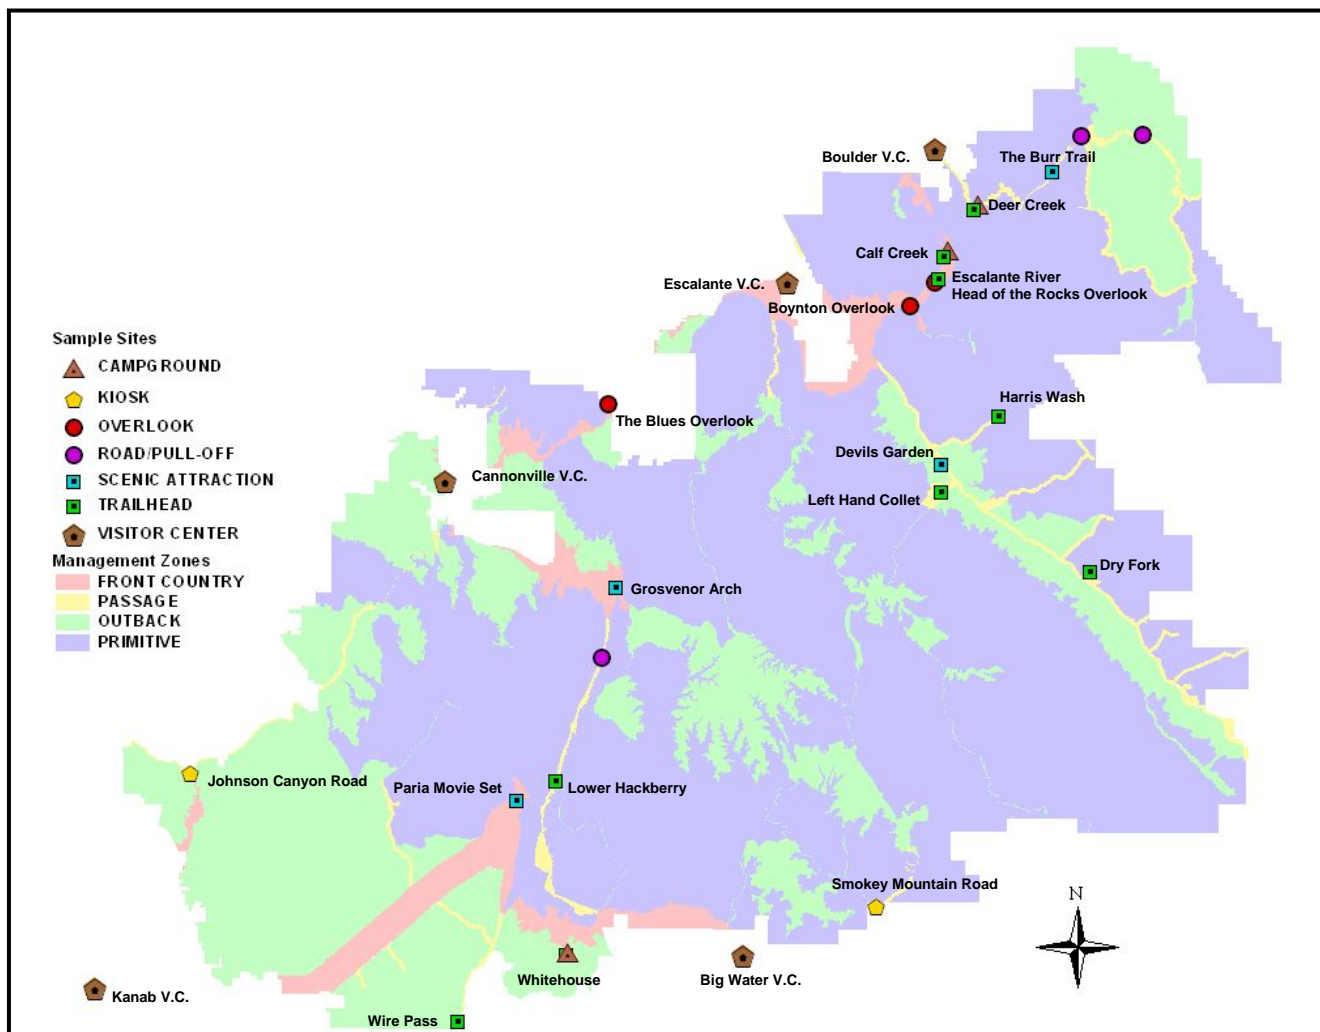 Boulder V.C.
The Burr Trail
Deer Creek
Calf Creek
Escalante V.C.
Escalante River
Head of the Rocks Overlook
Boynton Overlook
Sample Sites
CAMPGROUND
KIOSK
OVERLOOK
ROAD/PULL-OFF
SCENIC ATTRACTION
TRAILHEAD
VISITOR CENTER
Management Zones
FRONT COUNTRY
PASSAGE
OUTBACK
PRIMITIVE
Harris Wash
The Blues Overlook
Devils Garden
Cannonville V.C.
Left Hand Collet
Dry Fork
Grosvenor Arch
Johnson Canyon Road
Paria Movie Set
Lower Hackberry
Smokey Mountain Road
N
Whitehouse
Big Water V.C.
Kanab V.C.
Wire Pass